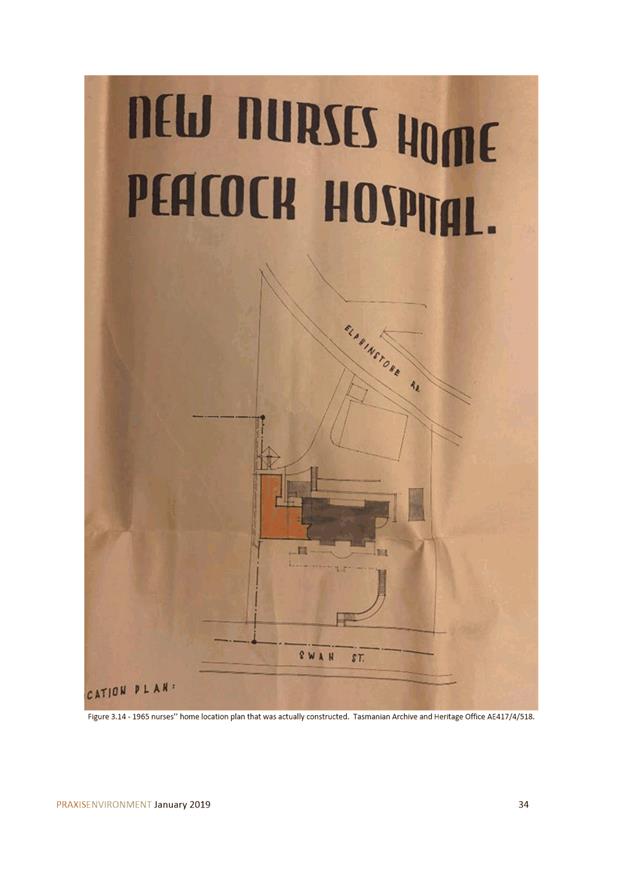 NEW NURSES HOME
PEACOCK HOSPITAL.
ELPHINSTONE RD.
SWAN ST.
CATION PLAN:
Figure 3.14 - 1965 nurses'' home location plan that was actually constructed. Tasmanian Archive and Heritage Office AE417/4/518.
PRAXISENVIRONMENT January 2019 34